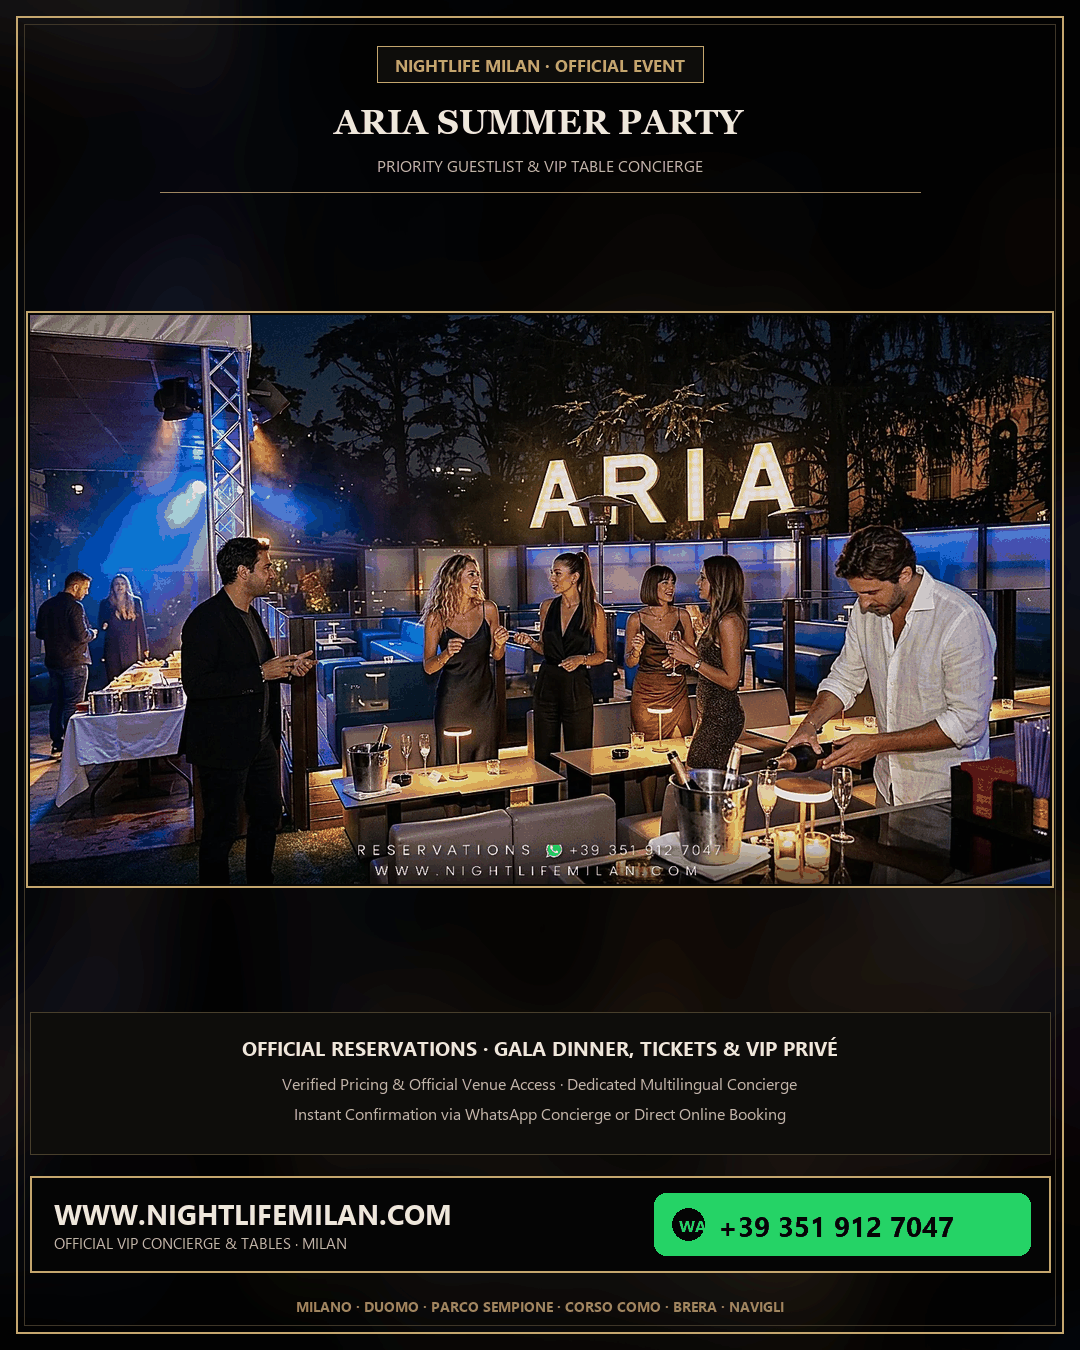 NIGHTLIFE MILAN · OFFICIAL EVENT
ARIA SUMMER PARTY
PRIORITY GUESTLIST & VIP TABLE CONCIERGE
ARIA
RESERVATIONS +39 351 912 7047
WWW.NIGHTLIFEMILAN.COM
OFFICIAL RESERVATIONS · GALA DINNER, TICKETS & VIP PRIVÉ
Verified Pricing & Official Venue Access · Dedicated Multilingual Concierge
Instant Confirmation via WhatsApp Concierge or Direct Online Booking
WWW.NIGHTLIFEMILAN.COM
OFFICIAL VIP CONCIERGE & TABLES · MILAN
WA +39 351 912 7047
MILANO · DUOMO · PARCO SEMPIONE · CORSO COMO · BRERA · NAVIGLI